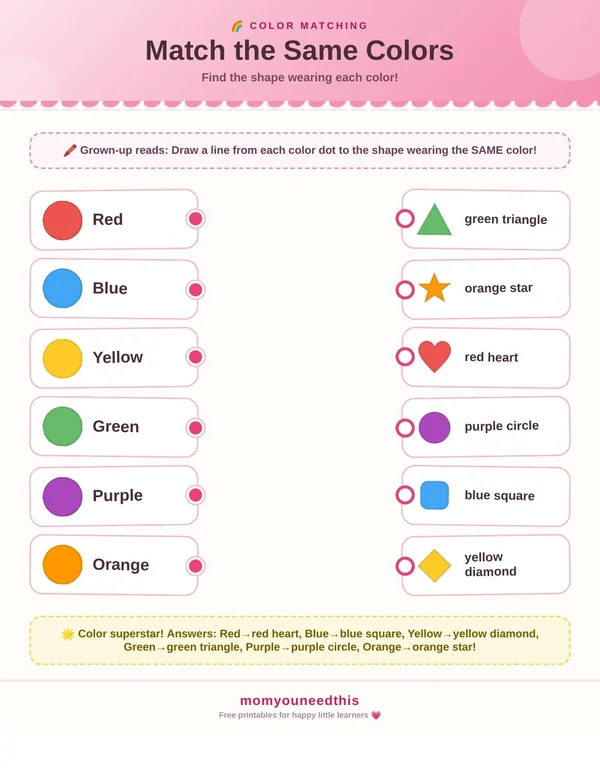 🌈 COLOR MATCHING
Match the Same Colors
Find the shape wearing each color!
🖍️ Grown-up reads: Draw a line from each color dot to the shape wearing the SAME color!
Red
green triangle
Blue
orange star
Yellow
red heart
Green
purple circle
Purple
blue square
Orange
yellow
diamond
🌟 Color superstar! Answers: Red→red heart, Blue→blue square, Yellow→yellow diamond,
Green→green triangle, Purple→purple circle, Orange→orange star!
momyouneedthis
Free printables for happy little learners 💗